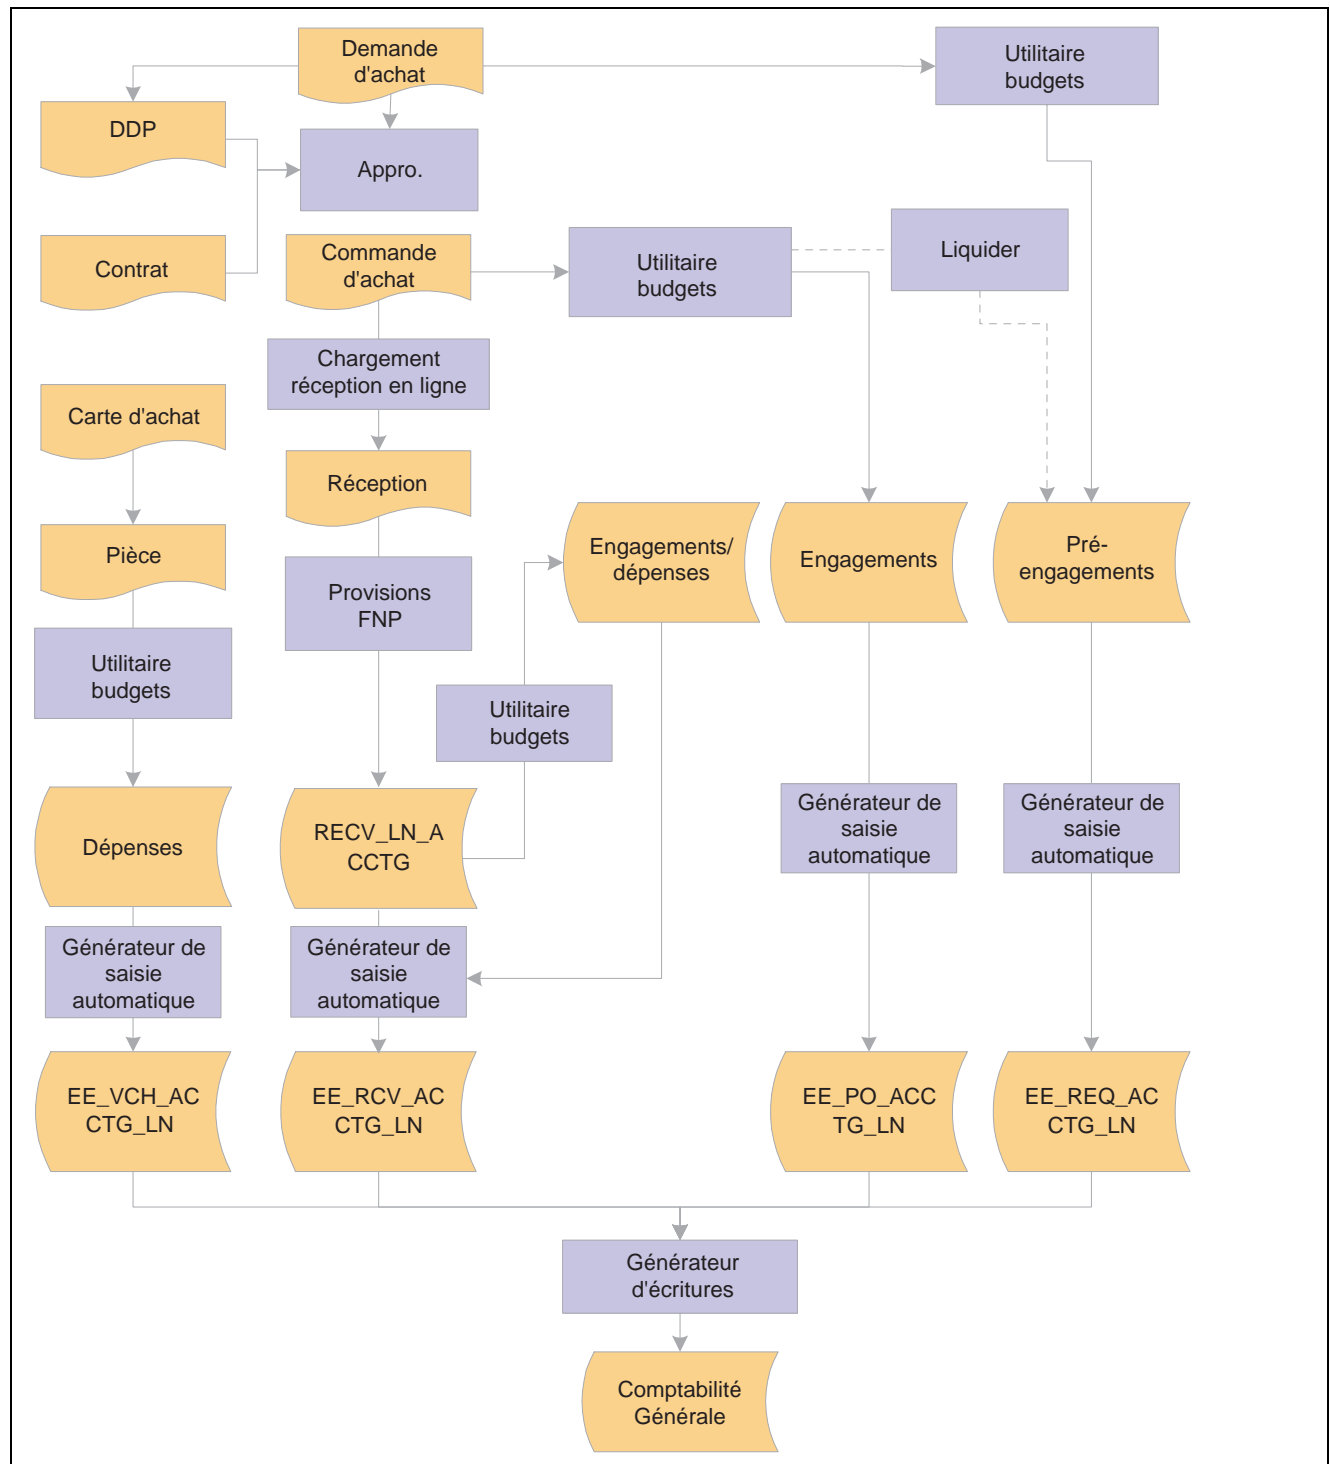 Demande
d'achat
Utilitaire
budgets
DDP
Appro.
Contrat
Commande
d'achat
Utilitaire
budgets
Liquider
Chargement
réception en ligne
Carte d'achat
Réception
Pièce
Provisions
FNP
Engagements/
dépenses
Engagements
Pré-
engagements
Utilitaire
budgets
Utilitaire
budgets
Dépenses
RECV_LN_A
CCTG
Générateur de
saisie
automatique
Générateur de
saisie
automatique
Générateur de
saisie
automatique
Générateur de
saisie
automatique
EE_VCH_AC
CTG_LN
EE_RCV_AC
CTG_LN
EE_PO_ACC
TG_LN
EE_REQ_AC
CTG_LN
Générateur
d'écritures
Comptabilité
Générale